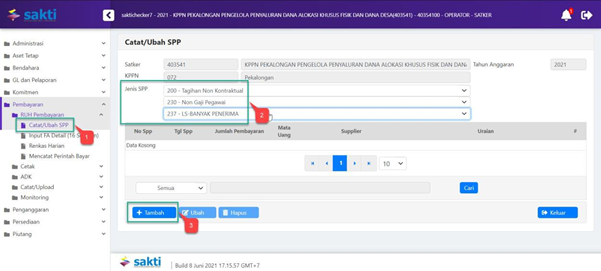 sakti
saktichecker7 - 2021 - KPPN PEKALONGAN PENGELOLA PENYALURAN DANA ALOKASI KHUSUS FISIK DAN DANA DESA(403541) - 40354100 - OPERATOR - SATKER
Administrasi
Aset Tetap
Bendahara
GL dan Pelaporan
Komitmen
Pembayaran
RUH Pembayaran
Catat/Ubah SPP
1
Input FA Detail (16 Segmen)
Renkas Harian
Mencatat Perintah Bayar
Cetak
ADK
Catat/Upload
Monitoring
Penganggaran
Persediaan
Piutang
Catat/Ubah SPP
Satker 403541 KPPN PEKALONGAN PENGELOLA PENYALURAN DANA ALOKASI KHUSUS FISIK DAN DAN Tahun Anggaran 2021
KPPN 072 Pekalongan
Jenis SPP 200 - Tagihan Non Kontraktual
230 - Non Gaji Pegawai
237 - LS-BANYAK PENERIMA
2
No Spp Tgl Spp Jumlah Pembayaran Mata Uang Supplier Uraian #
Data Kosong
« ‹ 1 › » 10
Semua Cari
+ Tambah Ubah Hapus Keluar
3
sakti Build 8 Juni 2021 17.15.57 GMT+7